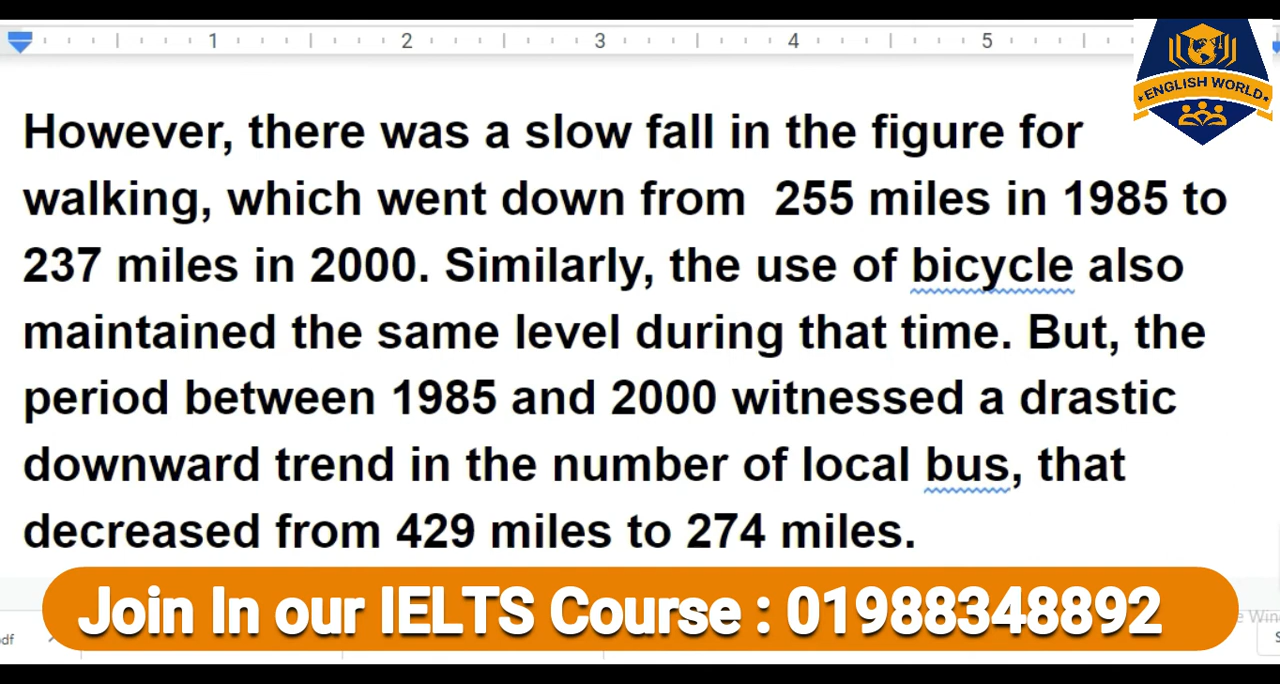 1 2 3 4 5
ENGLISH WORLD
However, there was a slow fall in the figure for
walking, which went down from 255 miles in 1985 to
237 miles in 2000. Similarly, the use of bicycle also
maintained the same level during that time. But, the
period between 1985 and 2000 witnessed a drastic
downward trend in the number of local bus, that
decreased from 429 miles to 274 miles.
Join In our IELTS Course : 01988348892